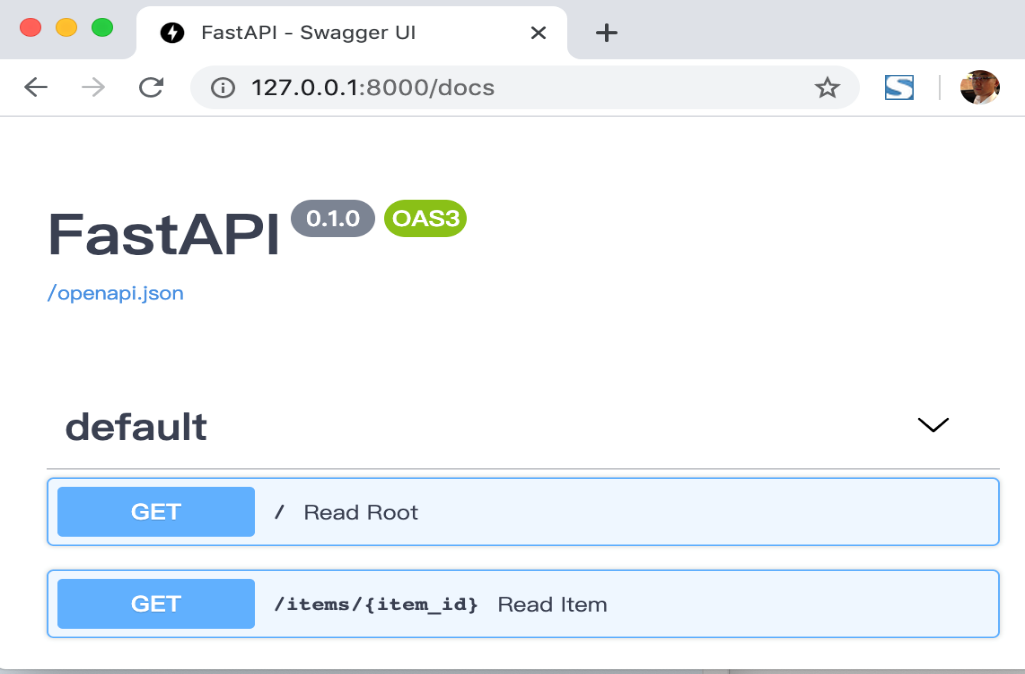 FastAPI - Swagger UI
127.0.0.1:8000/docs
FastAPI 0.1.0 OAS3
/openapi.json
default
GET / Read Root
GET /items/{item_id} Read Item